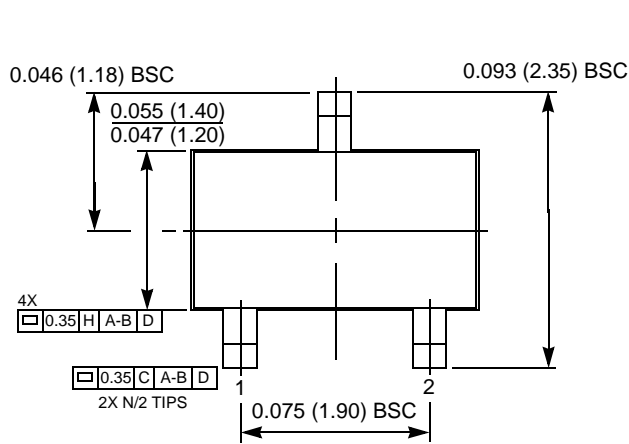 0.046 (1.18) BSC
0.093 (2.35) BSC
0.055 (1.40)
0.047 (1.20)
4X
0.35 H A-B D
0.35 C A-B D
2X N/2 TIPS
1
2
0.075 (1.90) BSC